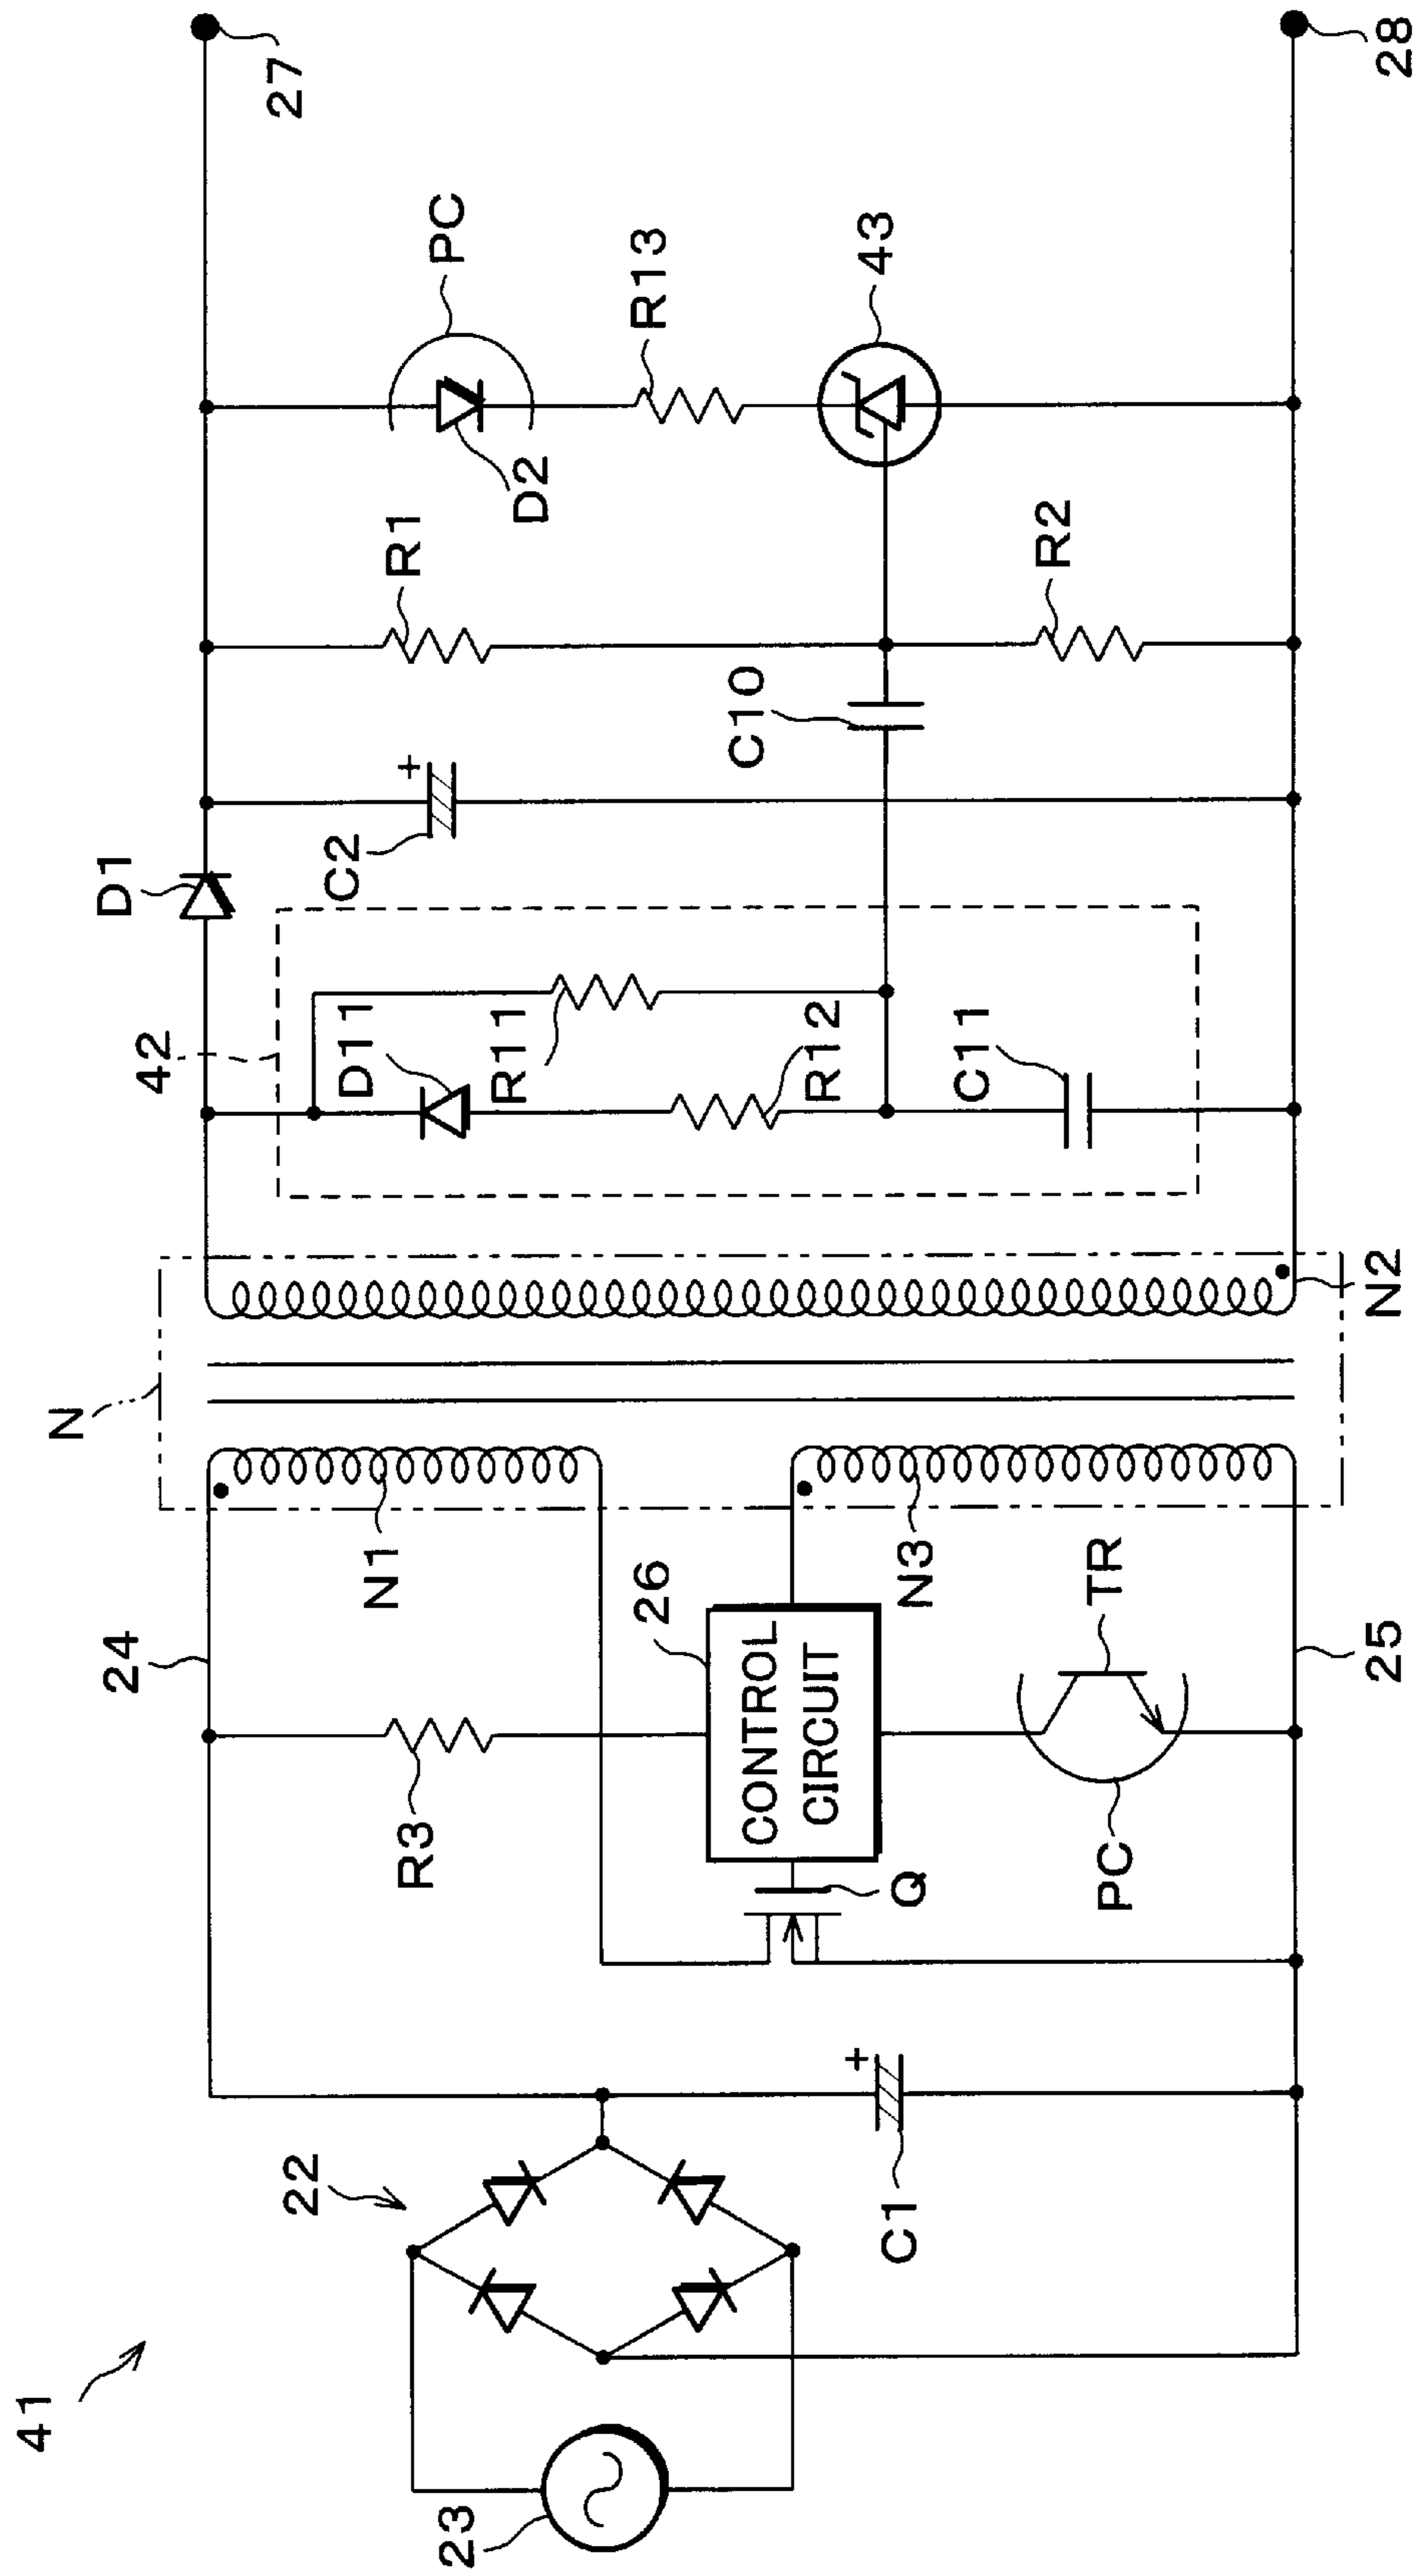 41
23
22
C1
+
24
R3
Q
26
CONTROL
CIRCUIT
PC
TR
25
N1
N3
N
N2
42
D11
R11
R12
C11
D1
C2
+
C10
R1
R2
D2
PC
R13
43
27
28